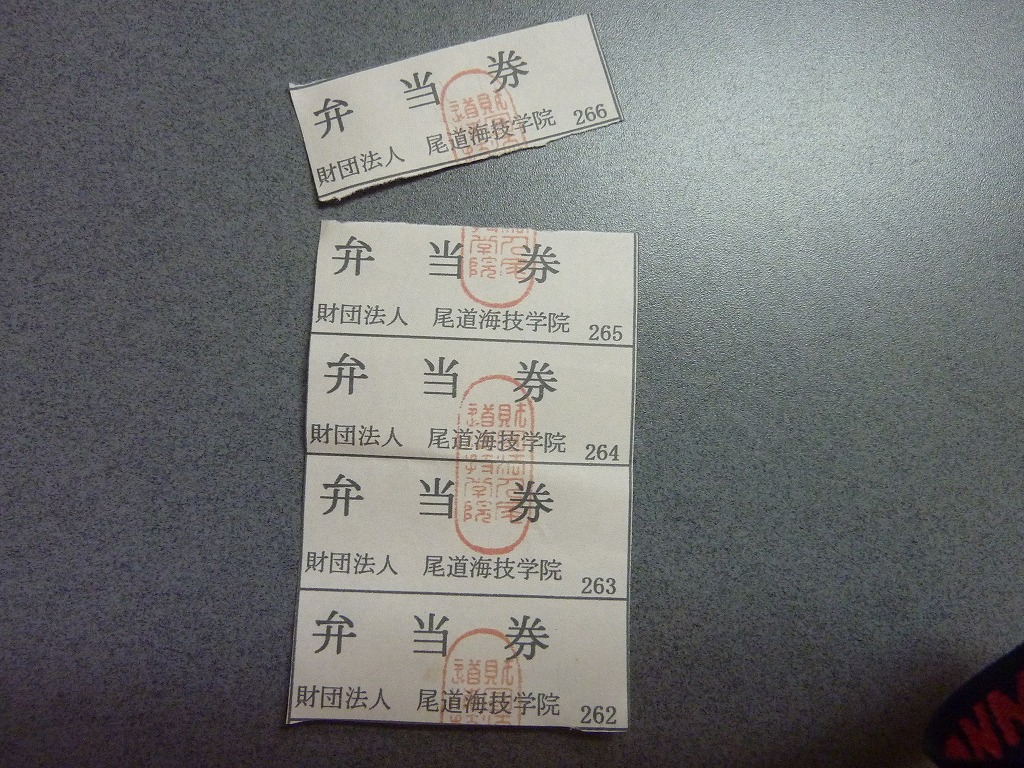 弁 当 券
財団法人 尾道海技学院 266
弁 当 券
財団法人 尾道海技学院 265
弁 当 券
財団法人 尾道海技学院 264
弁 当 券
財団法人 尾道海技学院 263
弁 当 券
財団法人 尾道海技学院 262